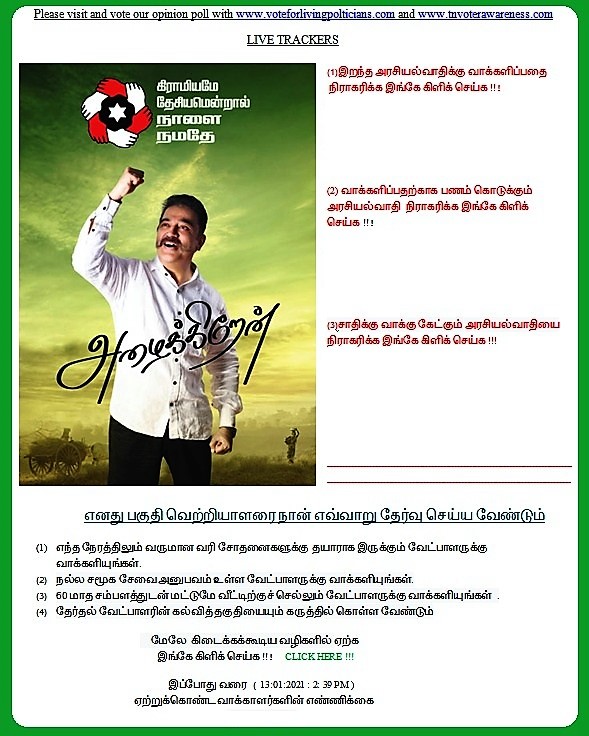 Please visit and vote our opinion poll with www.voteforlivingpolticians.com and www.tnvoterawareness.com
LIVE TRACKERS
கிராமியமே
தேசியமென்றால்
நாளை
நமதே
அழைக்கிறேன்
(1)இறந்த அரசியல்வாதிக்கு வாக்களிப்பதை
நிராகரிக்க இங்கே கிளிக் செய்க !! !
(2) வாக்களிப்பதற்காக பணம் கொடுக்கும்
அரசியல்வாதி நிராகரிக்க இங்கே கிளிக்
செய்க !! !
(3)சாதிக்கு வாக்கு கேட்கும் அரசியல்வாதியை
நிராகரிக்க இங்கே கிளிக் செய்க !!!
எனது பகுதி வெற்றியாளரை நான் எவ்வாறு தேர்வு செய்ய வேண்டும்
(1) எந்த நேரத்திலும் வருமான வரி சோதனைகளுக்கு தயாராக இருக்கும் வேட்பாளருக்கு
வாக்களியுங்கள்.
(2) நல்ல சமூக சேவை அனுபவம் உள்ள வேட்பாளருக்கு வாக்களியுங்கள்.
(3) 60 மாத சம்பளத்துடன் மட்டுமே வீட்டிற்குச் செல்லும் வேட்பாளருக்கு வாக்களியுங்கள் .
(4) தேர்தல் வேட்பாளரின் கல்வித்தகுதியையும் கருத்தில் கொள்ள வேண்டும்
மேலே கிடைக்கக்கூடிய வழிகளில் ஏற்க
இங்கே கிளிக் செய்க !! ! CLICK HERE !!!
இப்போது வரை ( 13:01:2021 : 2: 39 PM )
ஏற்றுக்கொண்ட வாக்காளர்களின் எண்ணிக்கை